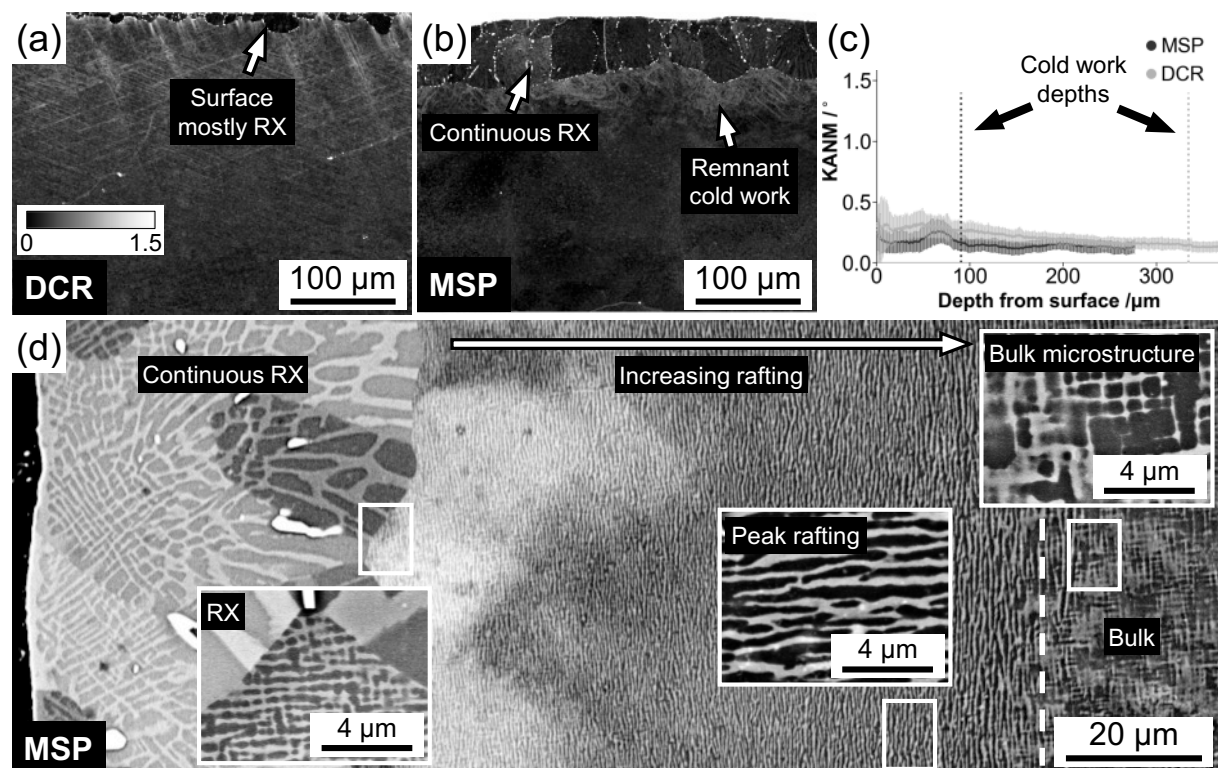 (a)
Surface
mostly RX
0 1.5
DCR
100 µm
(b)
Continuous RX
Remnant
cold work
MSP
100 µm
(c)
MSP
DCR
Cold work
depths
KANM / °
1.5
1.0
0.5
0.0
0 100 200 300
Depth from surface /µm
(d)
Continuous RX
Increasing rafting
Bulk microstructure
4 µm
Peak rafting
4 µm
RX
4 µm
Bulk
MSP
20 µm